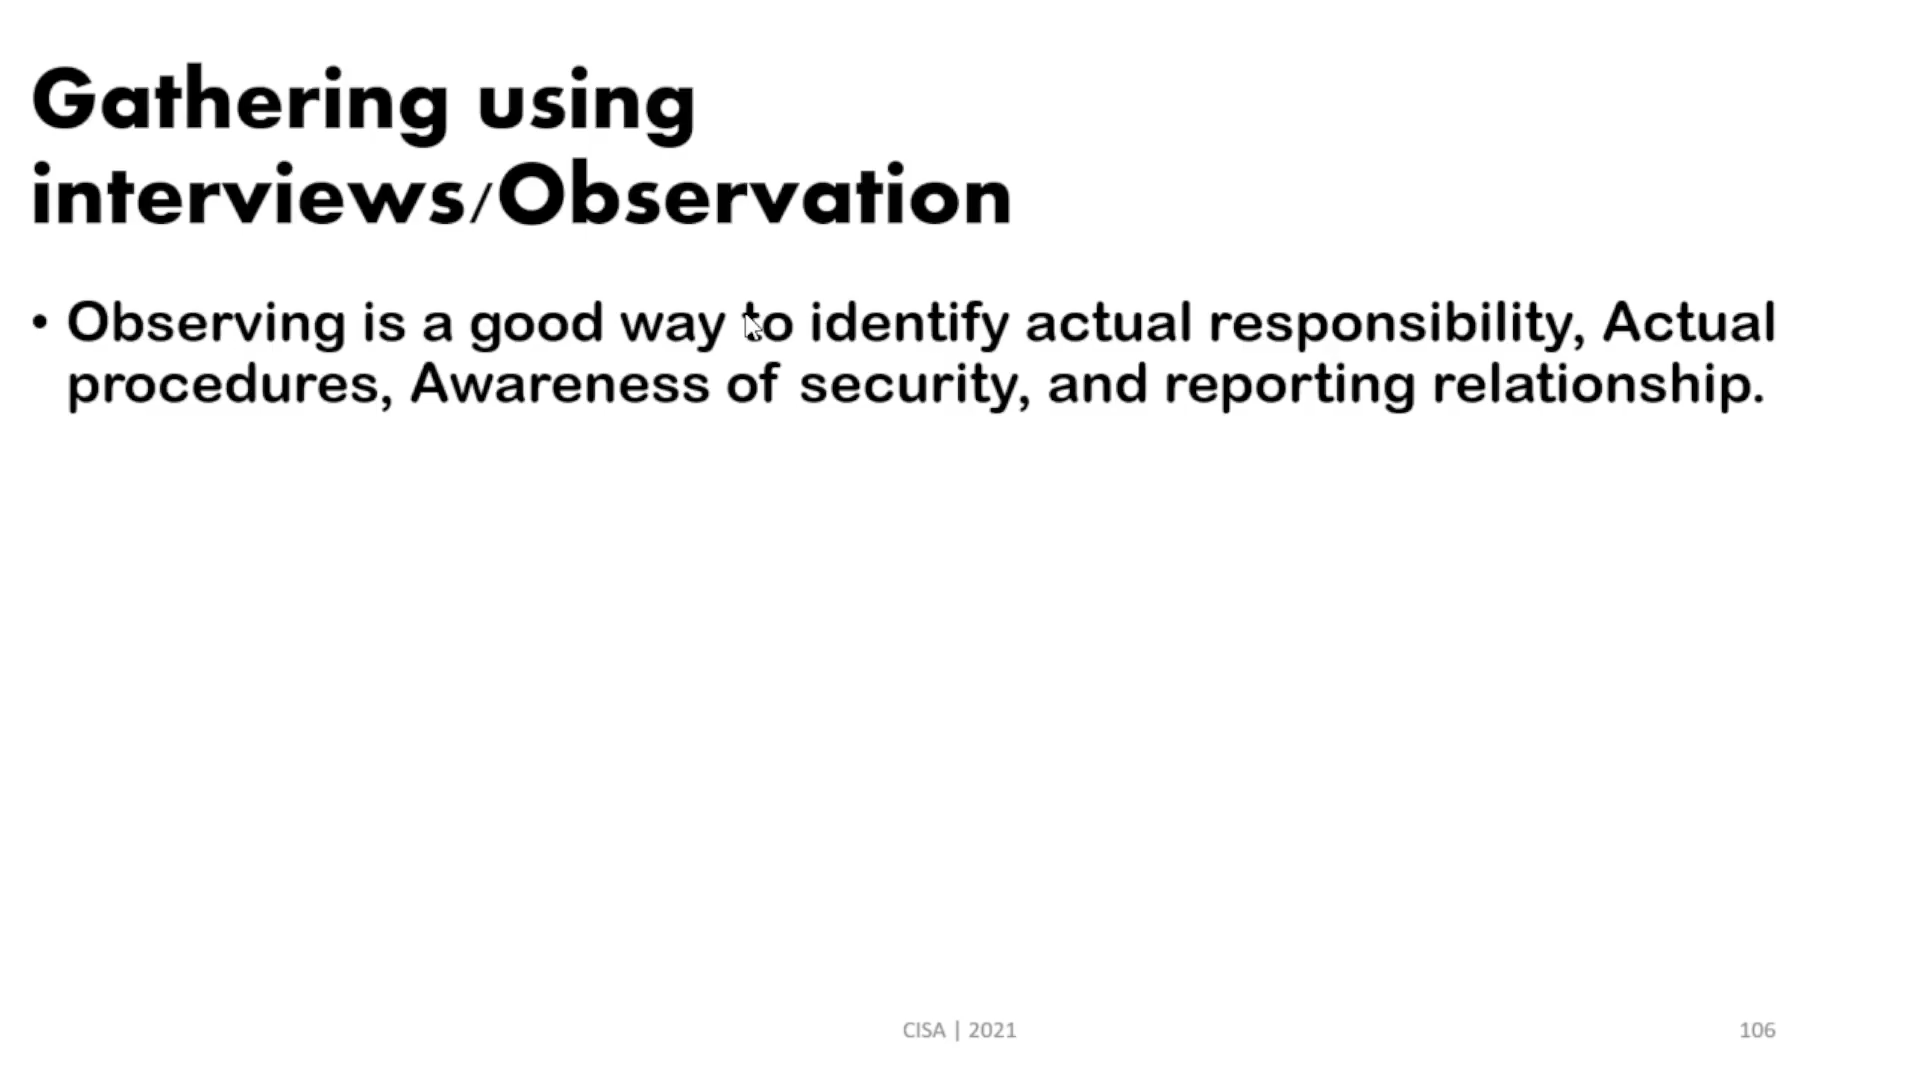 Gathering using
interviews/Observation
• Observing is a good way to identify actual responsibility, Actual
procedures, Awareness of security, and reporting relationship.
CISA | 2021
106